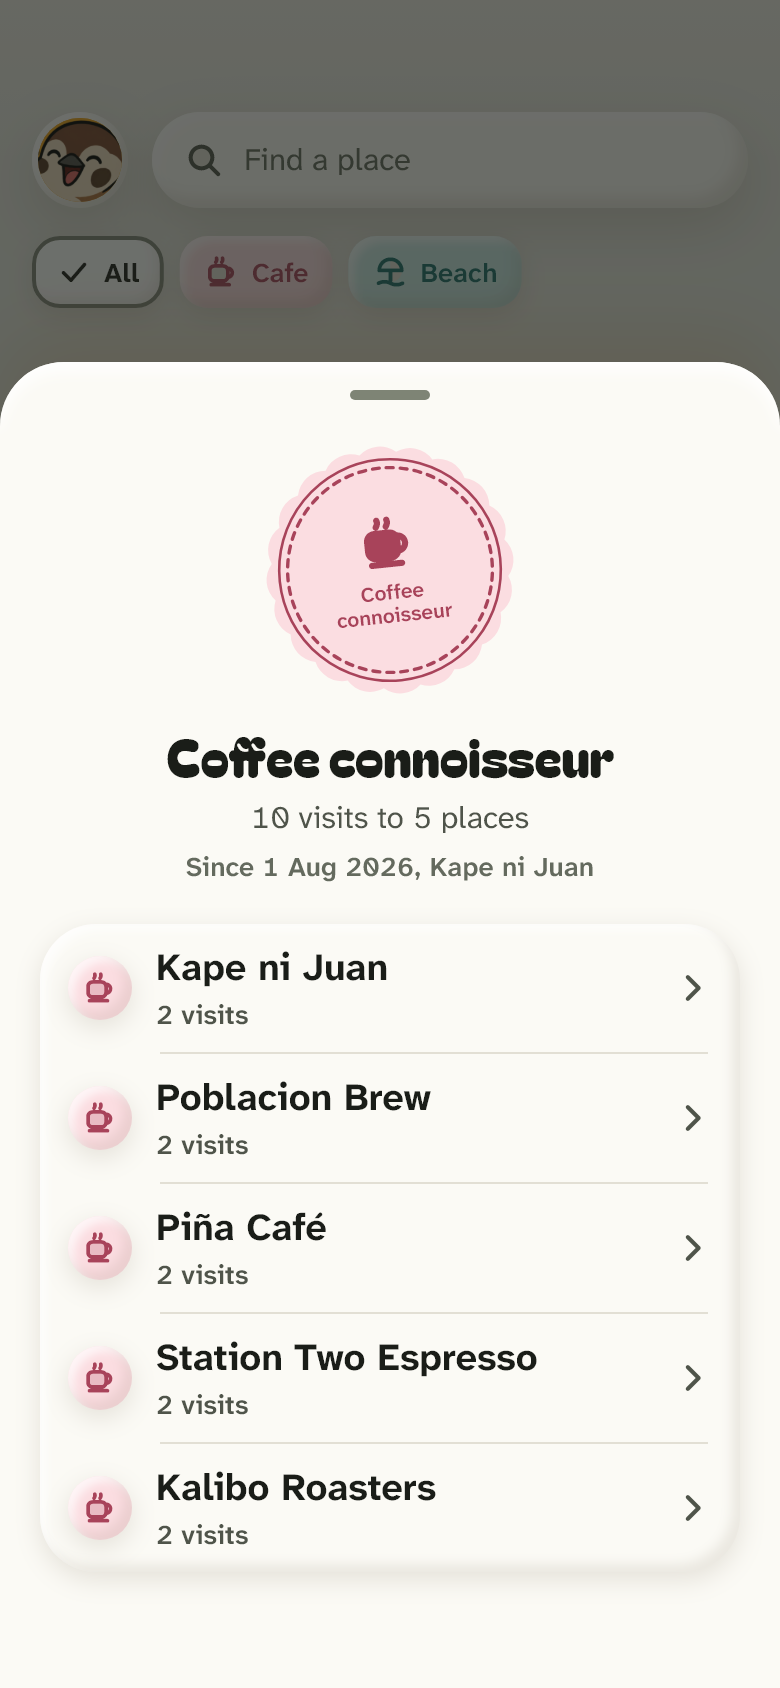 Find a place
All
Cafe
Beach
Coffee
connoisseur
Coffee connoisseur
10 visits to 5 places
Since 1 Aug 2026, Kape ni Juan
Kape ni Juan
2 visits
Poblacion Brew
2 visits
Piña Café
2 visits
Station Two Espresso
2 visits
Kalibo Roasters
2 visits